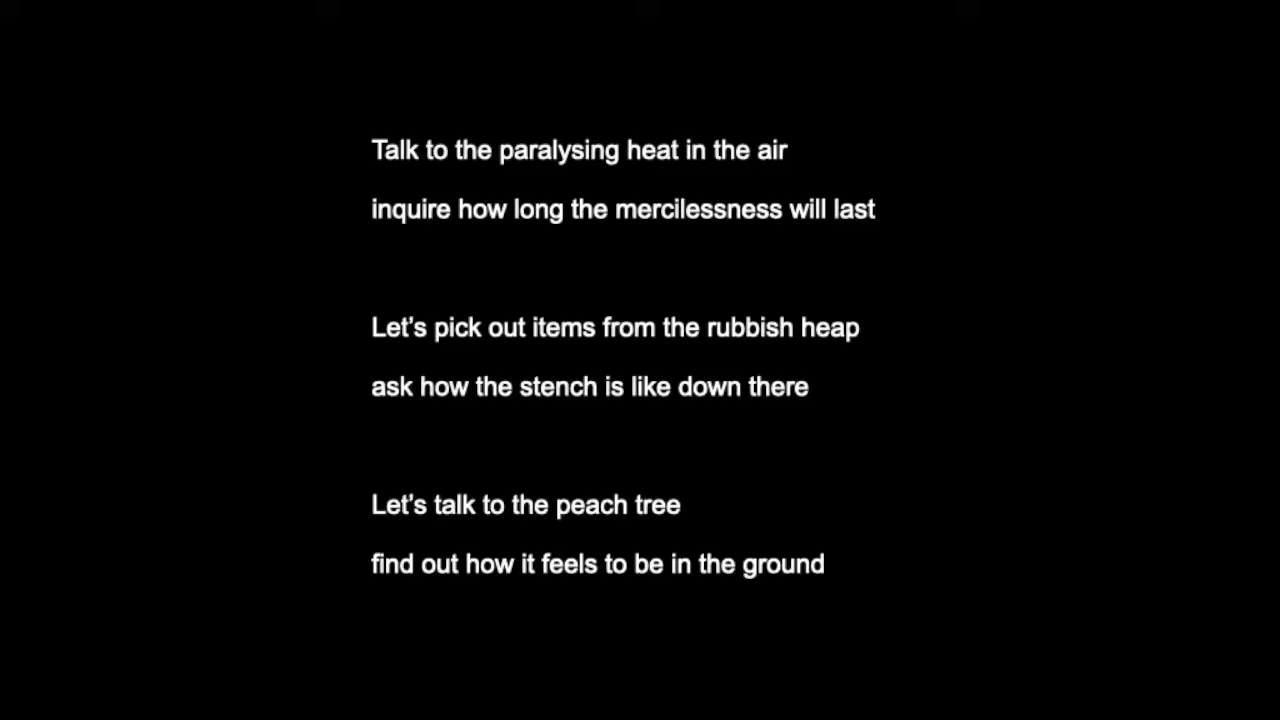 Talk to the paralysing heat in the air
inquire how long the mercilessness will last
Let’s pick out items from the rubbish heap
ask how the stench is like down there
Let’s talk to the peach tree
find out how it feels to be in the ground